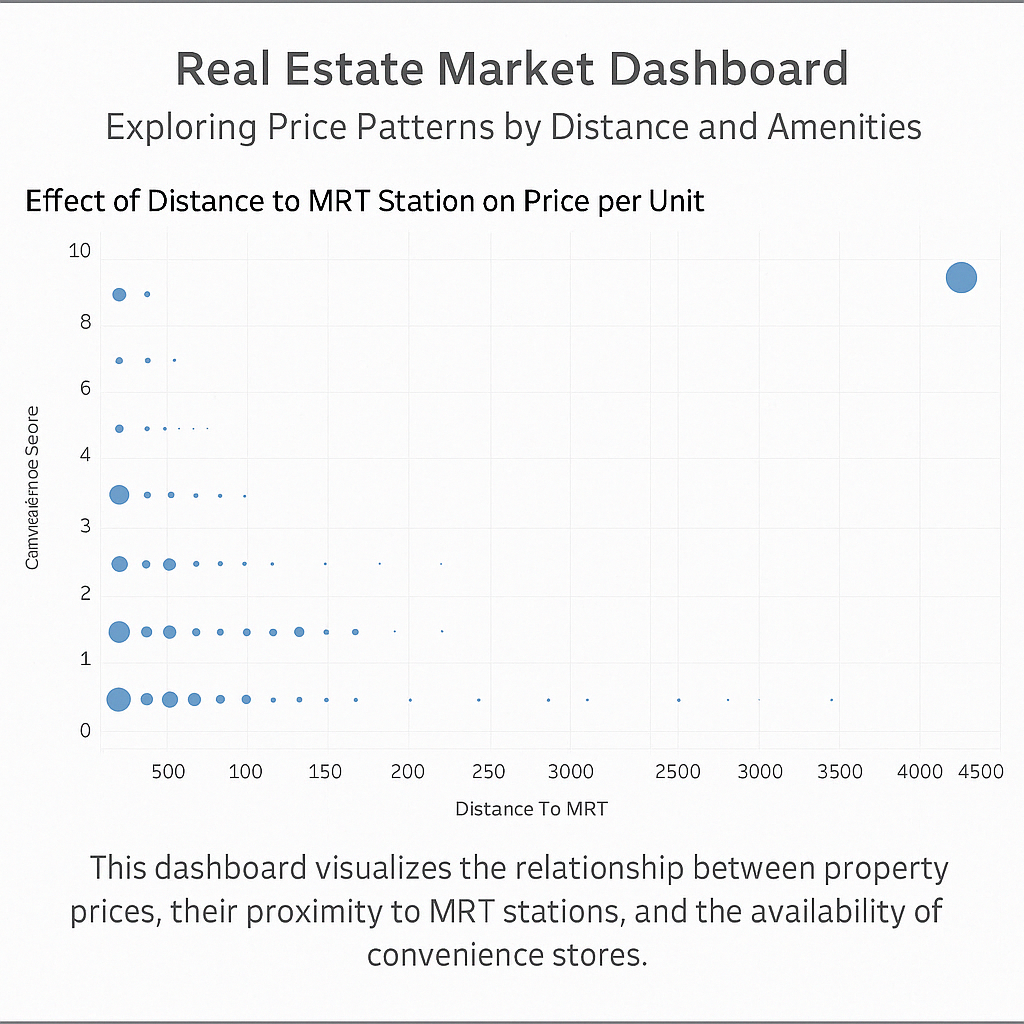 Real Estate Market Dashboard
Exploring Price Patterns by Distance and Amenities
Effect of Distance to MRT Station on Price per Unit
10
8
6
4
3
2
1
0
500 100 150 200 250 3000 2500 3000 3500 4000 4500
Distance To MRT
This dashboard visualizes the relationship between property
prices, their proximity to MRT stations, and the availability of
convenience stores.